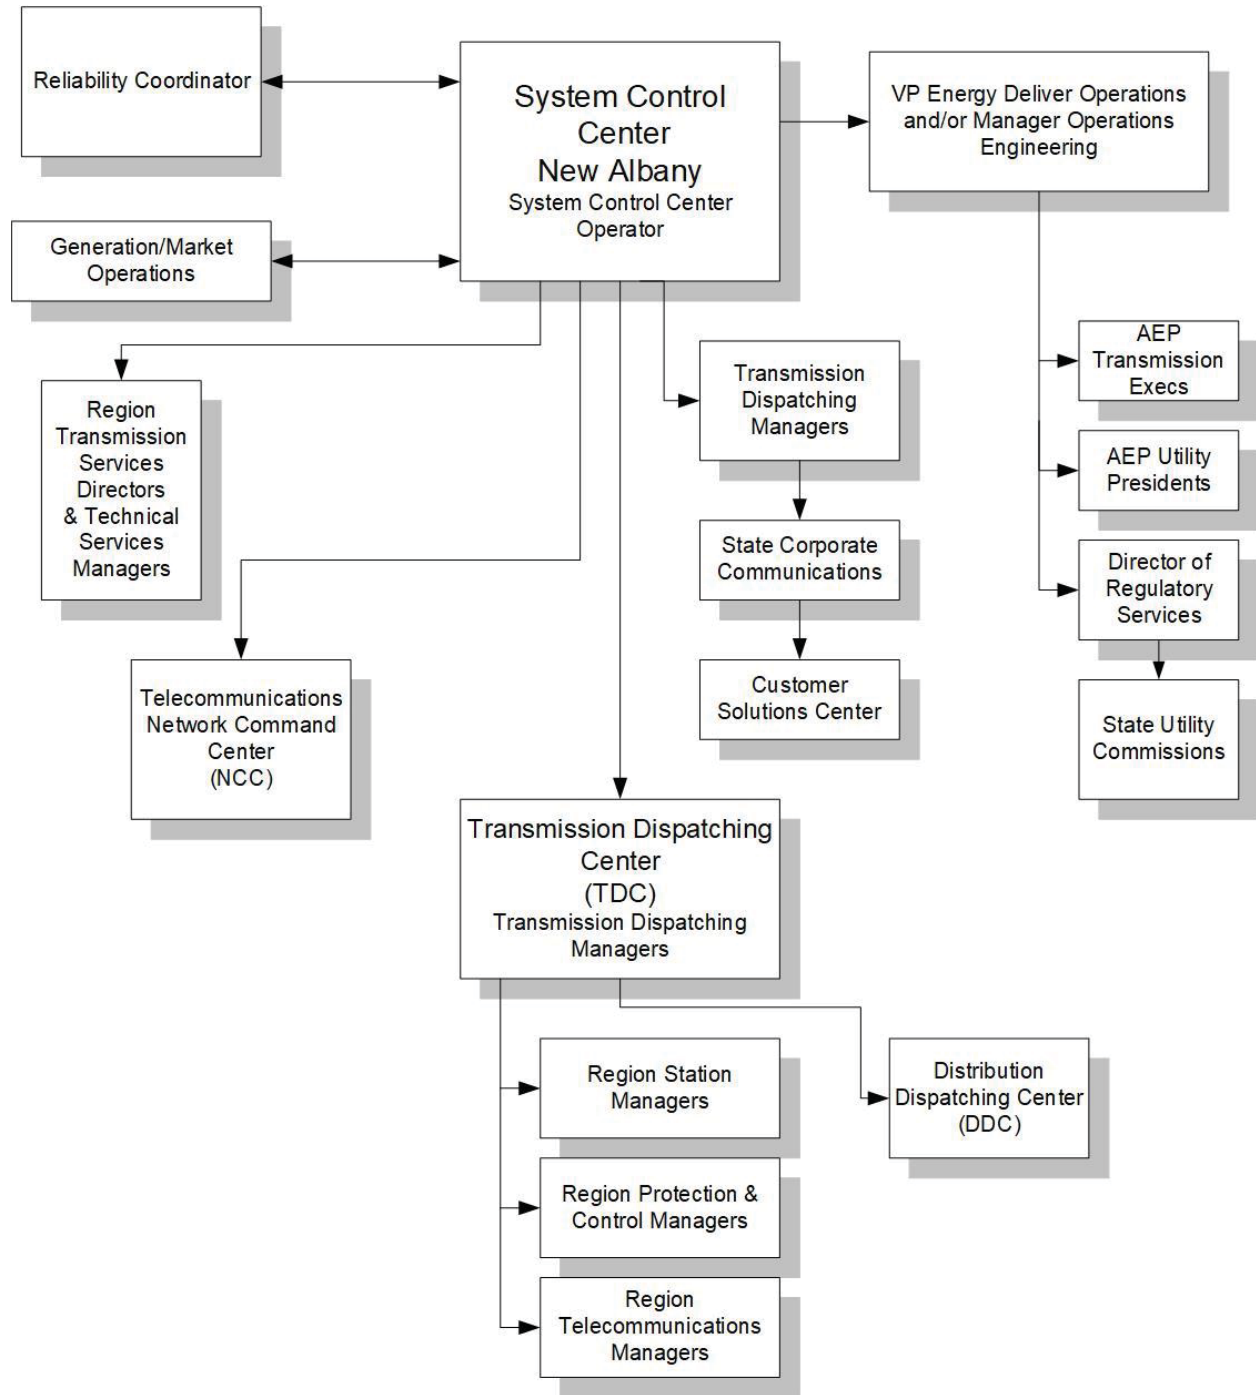 Reliability Coordinator
System Control
Center
New Albany
System Control Center
Operator
VP Energy Deliver Operations
and/or Manager Operations
Engineering
Generation/Market
Operations
Region
Transmission
Services
Directors
& Technical
Services
Managers
Transmission
Dispatching
Managers
AEP
Transmission
Execs
AEP Utility
Presidents
State Corporate
Communications
Director of
Regulatory
Services
Telecommunications
Network Command
Center
(NCC)
Customer
Solutions Center
State Utility
Commissions
Transmission Dispatching
Center
(TDC)
Transmission Dispatching
Managers
Region Station
Managers
Distribution
Dispatching Center
(DDC)
Region Protection &
Control Managers
Region
Telecommunications
Managers